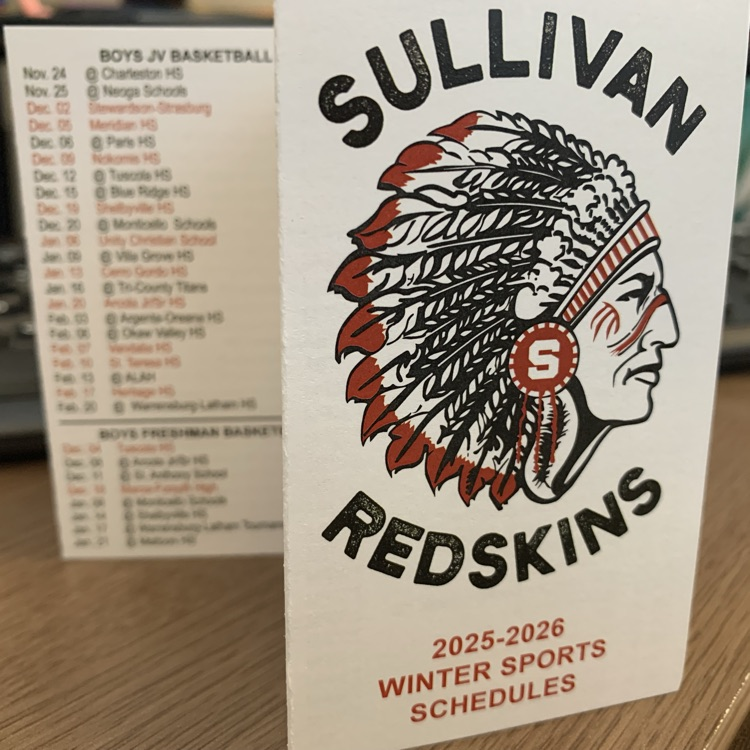 BOYS JV BASKETBALL
Nov. 24 @ Charleston HS
Nov. 25 @ Neoga Schools
Dec. 02 Stewardson-Strasburg
Dec. 05 Meridian HS
Dec. 06 @ Paris HS
Dec. 09 Nokomis HS
Dec. 12 @ Tuscola HS
Dec. 15 @ Blue Ridge HS
Dec. 19 Shelbyville HS
Dec. 20 @ Monticello Schools
Jan. 06 Unity Christian School
Jan. 09 @ Villa Grove HS
Jan. 13 Cerro Gordo HS
Jan. 16 @ Tri-County Titans
Jan. 20 Arcola Jr/Sr HS
Feb. 03 @ Argenta-Oreana HS
Feb. 06 @ Okaw Valley HS
Feb. 07 Vandalia HS
Feb. 10 St. Teresa HS
Feb. 13 @ ALAH
Feb. 17 Heritage HS
Feb. 20 @ Warrensburg-Latham HS
BOYS FRESHMAN BASKET
Dec. 04 Tuscola HS
@ Arcola Jr/Sr HS
Dec. 11 @ St. Anthony School
@ Monticello Schools
@ Shelbyville HS
@ Warrensburg-Latham
Jan. 21 @ Mattoon HS
SULLIVAN
S
REDSKINS
2025-2026
WINTER SPORTS
SCHEDULES